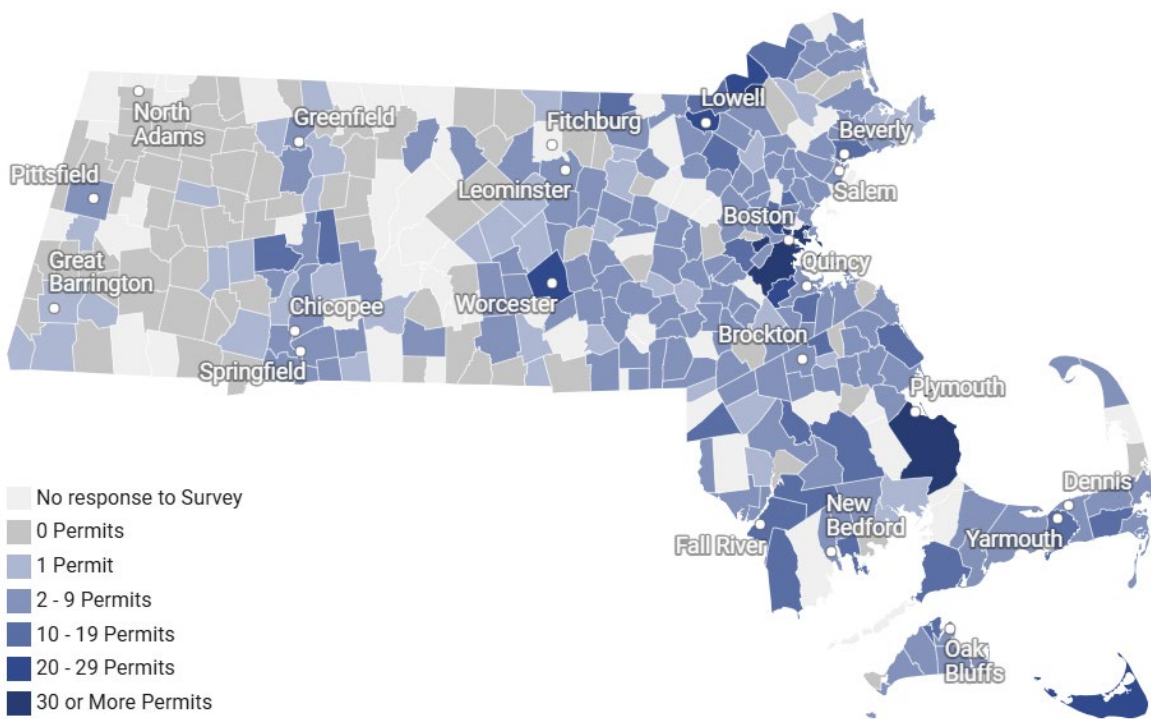 Lowell
North
Adams
Greenfield
Fitchburg
Beverly
Pittsfield
Leominster
Salem
Boston
Great
Barrington
Quincy
Chicopee
Worcester
Brockton
Springfield
Plymouth
No response to Survey
0 Permits
1 Permit
2 - 9 Permits
10 - 19 Permits
20 - 29 Permits
30 or More Permits
Dennis
New
Bedford
Fall River
Yarmouth
Oak
Bluffs